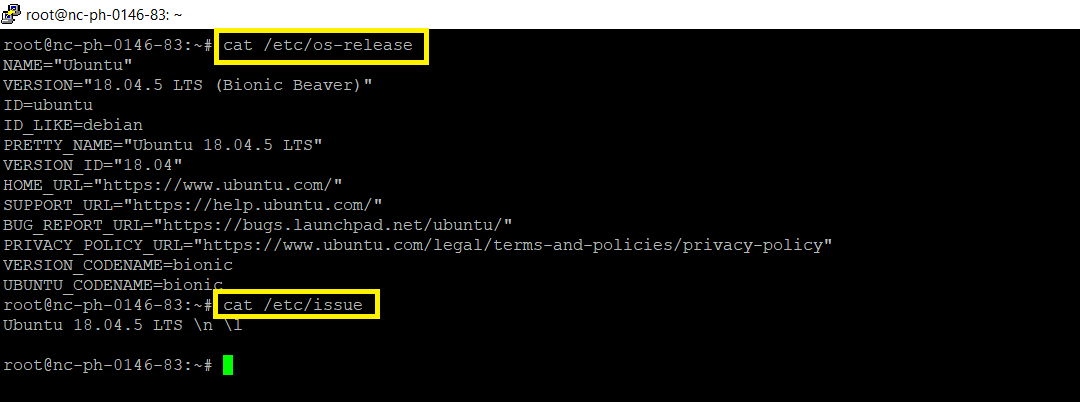 root@nc-ph-0146-83: ~
root@nc-ph-0146-83:~# cat /etc/os-release
NAME="Ubuntu"
VERSION="18.04.5 LTS (Bionic Beaver)"
ID=ubuntu
ID_LIKE=debian
PRETTY_NAME="Ubuntu 18.04.5 LTS"
VERSION_ID="18.04"
HOME_URL="https://www.ubuntu.com/"
SUPPORT_URL="https://help.ubuntu.com/"
BUG_REPORT_URL="https://bugs.launchpad.net/ubuntu/"
PRIVACY_POLICY_URL="https://www.ubuntu.com/legal/terms-and-policies/privacy-policy"
VERSION_CODENAME=bionic
UBUNTU_CODENAME=bionic
root@nc-ph-0146-83:~# cat /etc/issue
Ubuntu 18.04.5 LTS \n \l
root@nc-ph-0146-83:~#